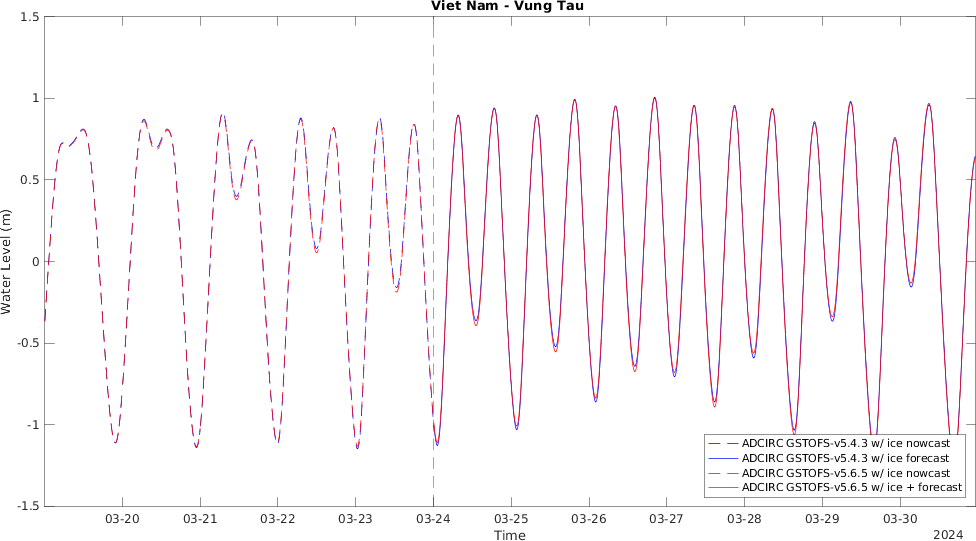 Viet Nam - Vung Tau
1.5
1
0.5
0
-0.5
-1
-1.5
Water Level (m)
03-20 03-21 03-22 03-23 03-24 03-25 03-26 03-27 03-28 03-29 03-30
Time
2024
ADCIRC GSTOFS-v5.4.3 w/ ice nowcast
ADCIRC GSTOFS-v5.4.3 w/ ice forecast
ADCIRC GSTOFS-v5.6.5 w/ ice nowcast
ADCIRC GSTOFS-v5.6.5 w/ ice + forecast